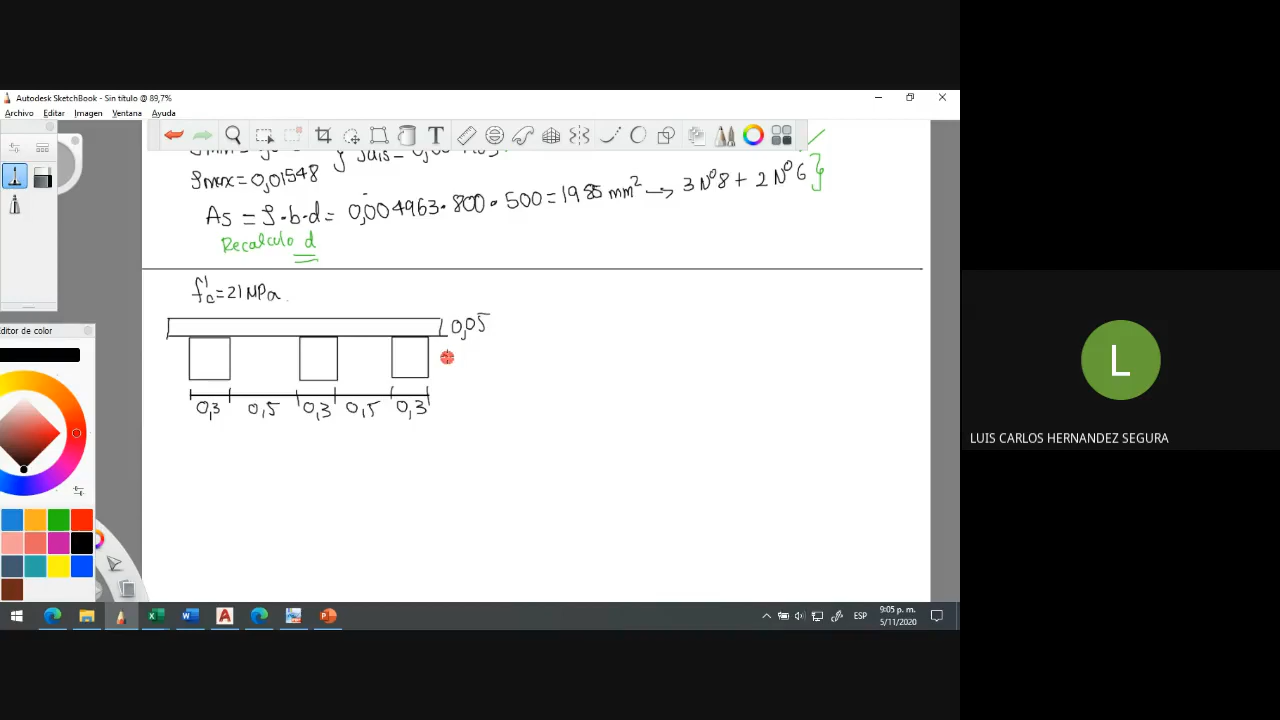 Autodesk SketchBook - Sin título @ 89,7%
Archivo Editar Imagen Ventana Ayuda
T
ρmax = 0,01548
As = ρ·b·d = 0,004963·800·500 = 1985 mm² → 3 Nº8 + 2 Nº6
Recalculo d
f'c = 21 MPa
0,05
0,3 0,5 0,3 0,5 0,3
Editor de color
L
LUIS CARLOS HERNANDEZ SEGURA
ESP
9:05 p. m.
5/11/2020